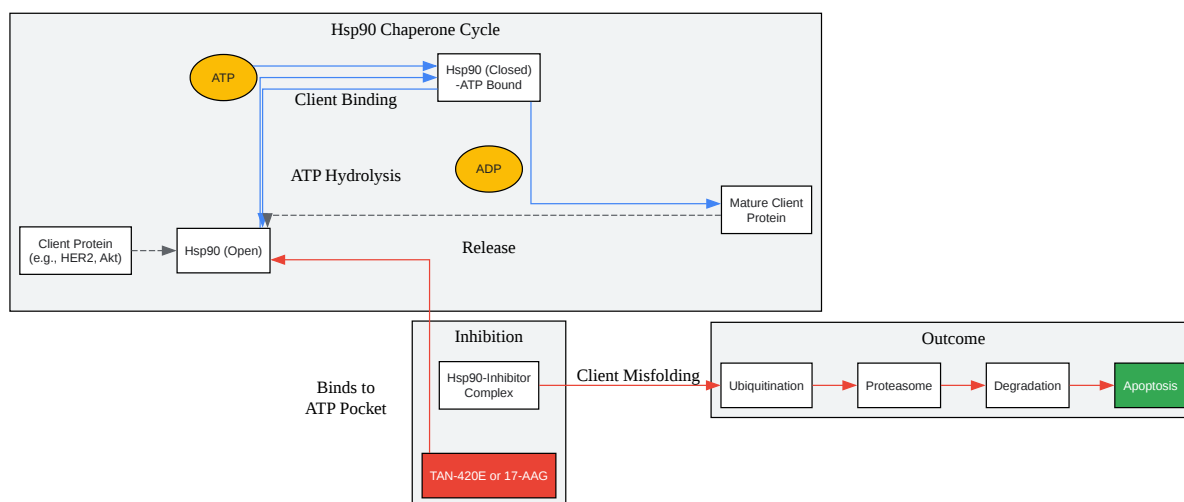 Hsp90 Chaperone Cycle
ATP
Hsp90 (Closed)
-ATP Bound
Client Binding
ADP
ATP Hydrolysis
Mature Client
Protein
Client Protein
(e.g., HER2, Akt)
Hsp90 (Open)
Release
Inhibition
Outcome
Hsp90-Inhibitor
Complex
Client Misfolding
Ubiquitination
Proteasome
Degradation
Apoptosis
Binds to
ATP Pocket
TAN-420E or 17-AAG